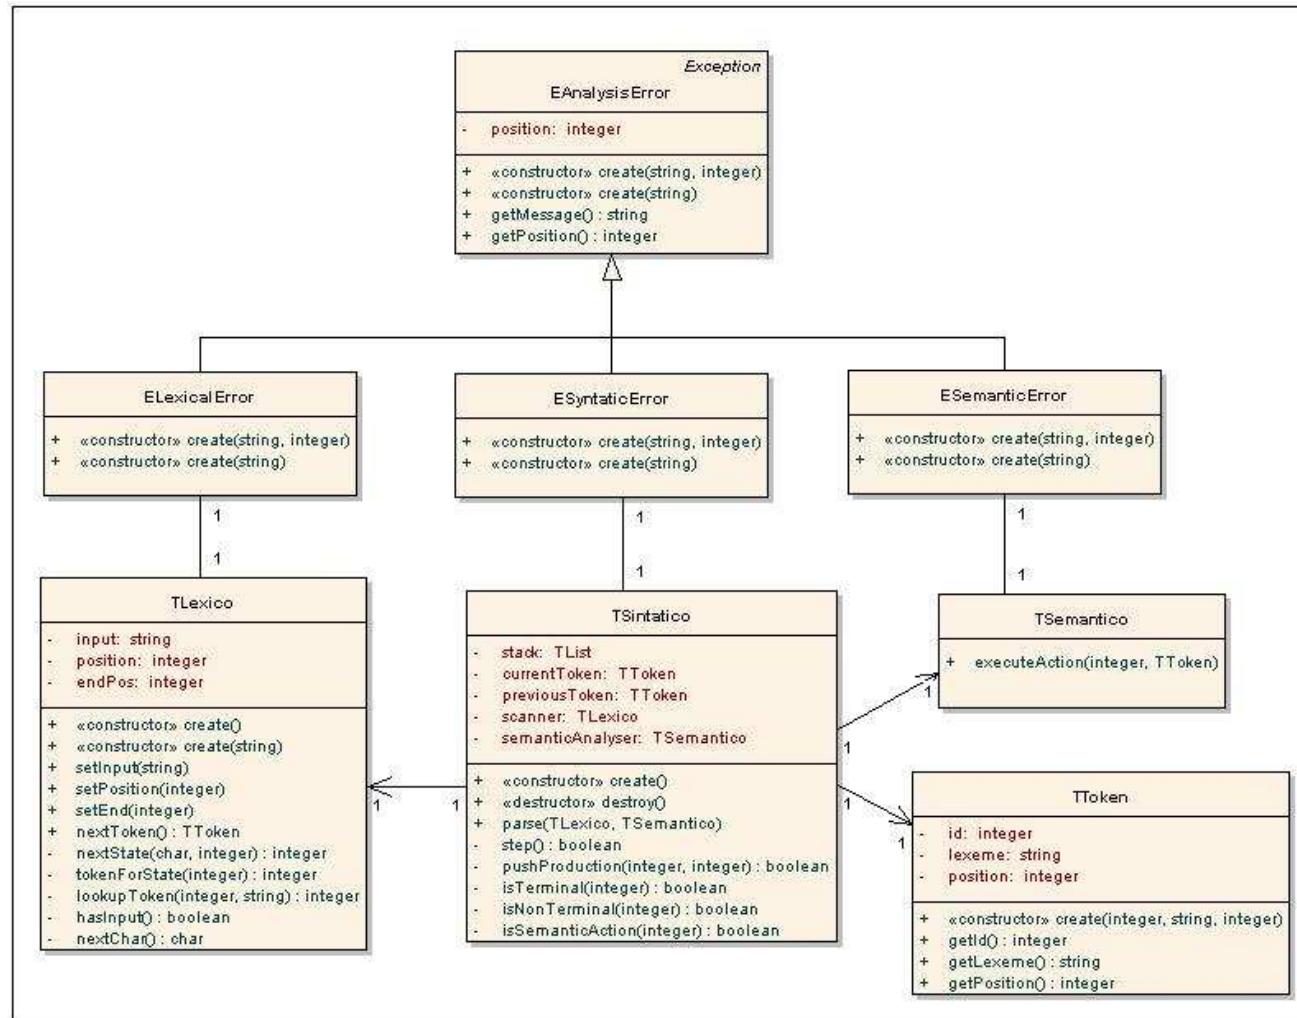 Exception
EAnalysisError
- position: integer
+ «constructor» create(string, integer)
+ «constructor» create(string)
+ getMessage() : string
+ getPosition() : integer
ELexicalError
+ «constructor» create(string, integer)
+ «constructor» create(string)
ESyntaticError
+ «constructor» create(string, integer)
+ «constructor» create(string)
ESemanticError
+ «constructor» create(string, integer)
+ «constructor» create(string)
1
1
1
1
1
1
TLexico
- input: string
- position: integer
- endPos: integer
+ «constructor» create()
+ «constructor» create(string)
+ setInput(string)
+ setPosition(integer)
+ setEnd(integer)
+ nextToken() : TToken
- nextState(char, integer) : integer
- tokenForState(integer) : integer
- lookupToken(integer, string) : integer
- hasInput() : boolean
- nextChar() : char
1
1
TSintatico
- stack: TList
- currentToken: TToken
- previousToken: TToken
- scanner: TLexico
- semanticAnalyser: TSemantico
+ «constructor» create()
+ «destructor» destroy()
+ parse(TLexico, TSemantico)
- step() : boolean
- pushProduction(integer, integer) : boolean
- isTerminal(integer) : boolean
- isNonTerminal(integer) : boolean
- isSemanticAction(integer) : boolean
1
1
1
1
TSemantico
+ executeAction(integer, TToken)
TToken
- id: integer
- lexeme: string
- position: integer
+ «constructor» create(integer, string, integer)
+ getId() : integer
+ getLexeme() : string
+ getPosition() : integer